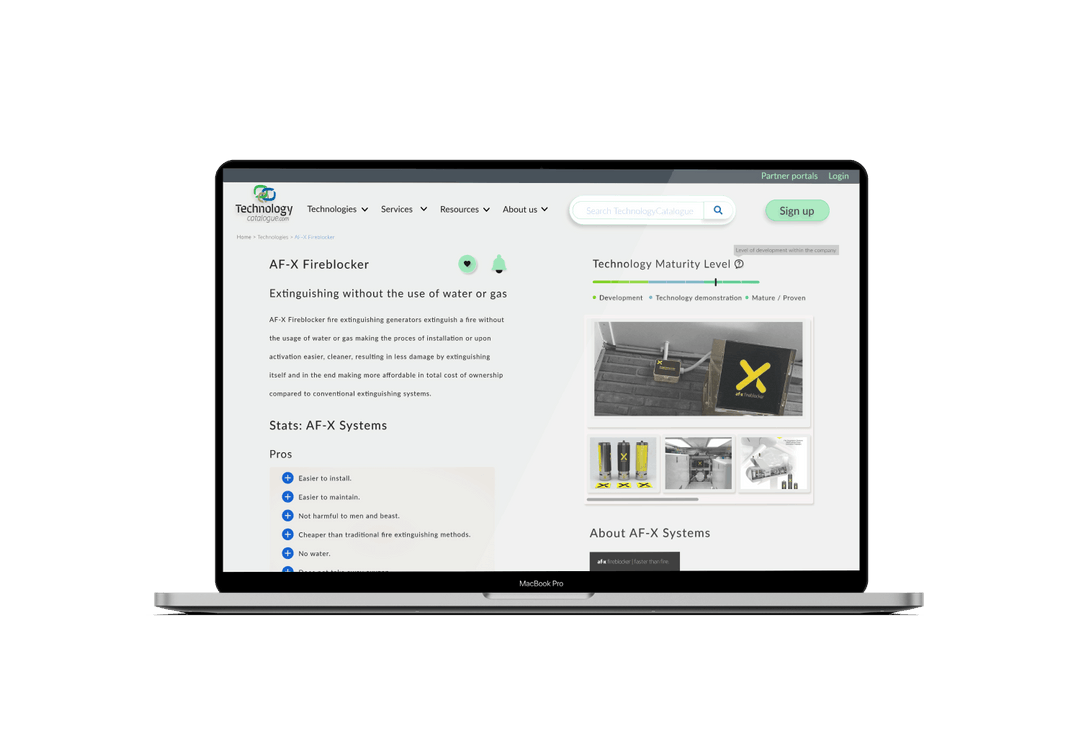 Partner portals Login
Technology
catalogue.com
Technologies Services Resources About us
Search TechnologyCatalogue
Sign up
Home > Technologies > AF-X Fireblocker
Level of development within the company
AF-X Fireblocker
Technology Maturity Level ?
Extinguishing without the use of water or gas
Development Technology demonstration Mature / Proven
AF-X Fireblocker fire extinguishing generators extinguish a fire without
the usage of water or gas making the proces of installation or upon
activation easier, cleaner, resulting in less damage by extinguishing
itself and in the end making more affordable in total cost of ownership
compared to conventional extinguishing systems.
X
af-x fireblocker
Stats: AF-X Systems
Pros
Easier to install.
Easier to maintain.
Not harmful to men and beast.
Cheaper than traditional fire extinguishing methods.
No water.
About AF-X Systems
af-x fireblocker | faster than fire
MacBook Pro